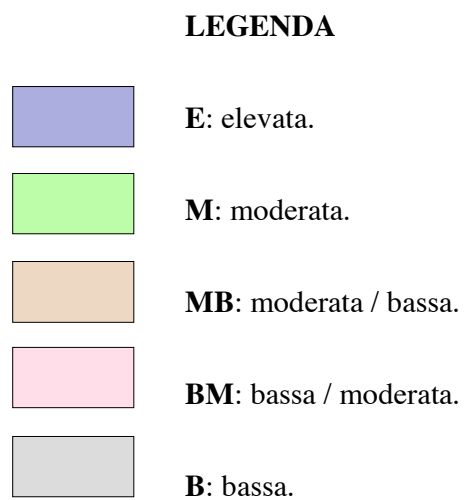 LEGENDA
E: elevata.
M: moderata.
MB: moderata / bassa.
BM: bassa / moderata.
B: bassa.